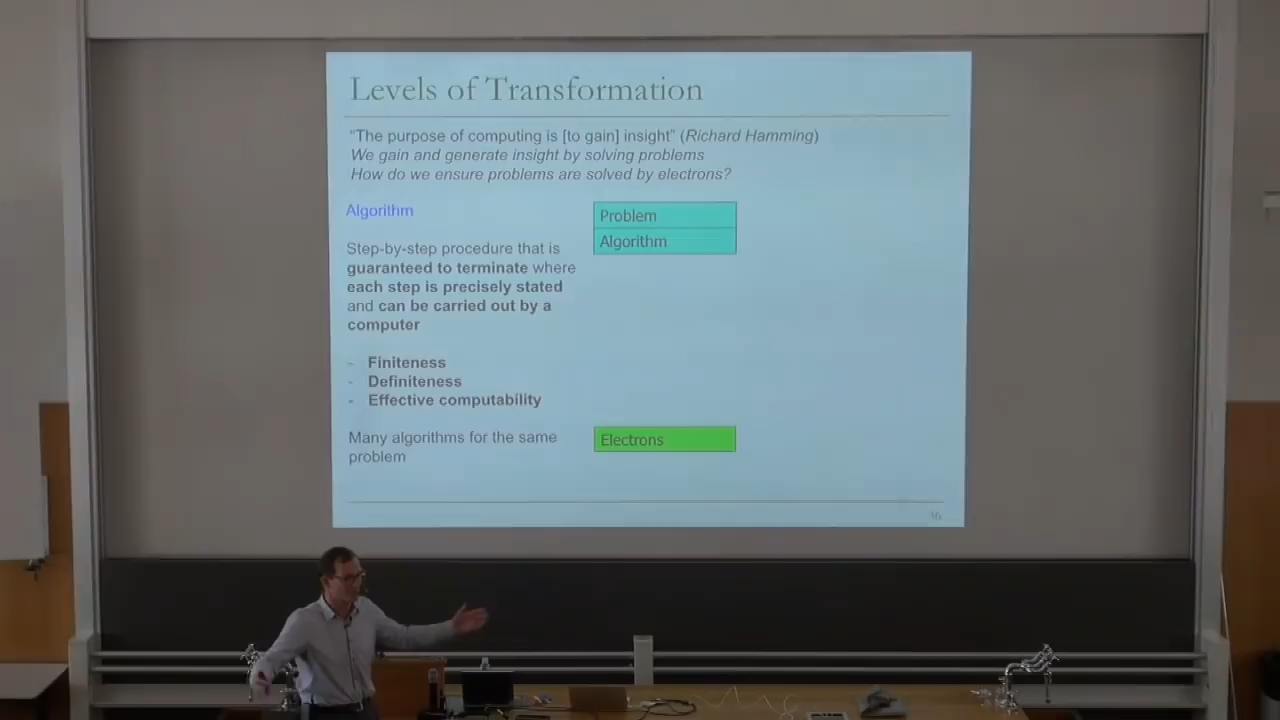 Levels of Transformation
"The purpose of computing is [to gain] insight" (Richard Hamming)
We gain and generate insight by solving problems
How do we ensure problems are solved by electrons?
Algorithm
Step-by-step procedure that is
guaranteed to terminate where
each step is precisely stated
and can be carried out by a
computer
- Finiteness
- Definiteness
- Effective computability
Many algorithms for the same
problem
Problem
Algorithm
Electrons
36